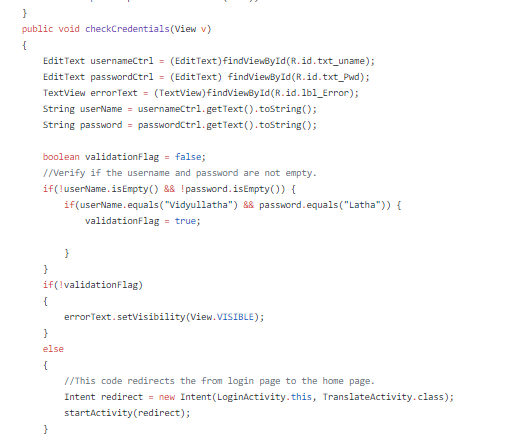 }
public void checkCredentials(View v)
{
EditText usernameCtrl = (EditText)findViewById(R.id.txt_uname);
EditText passwordCtrl = (EditText) findViewById(R.id.txt_Pwd);
TextView errorText = (TextView)findViewById(R.id.lbl_Error);
String userName = usernameCtrl.getText().toString();
String password = passwordCtrl.getText().toString();
boolean validationFlag = false;
//Verify if the username and password are not empty.
if(!userName.isEmpty() && !password.isEmpty()) {
if(userName.equals("Vidyullatha") && password.equals("Latha")) {
validationFlag = true;
}
}
if(!validationFlag)
{
errorText.setVisibility(View.VISIBLE);
}
else
{
//This code redirects the from login page to the home page.
Intent redirect = new Intent(LoginActivity.this, TranslateActivity.class);
startActivity(redirect);
}